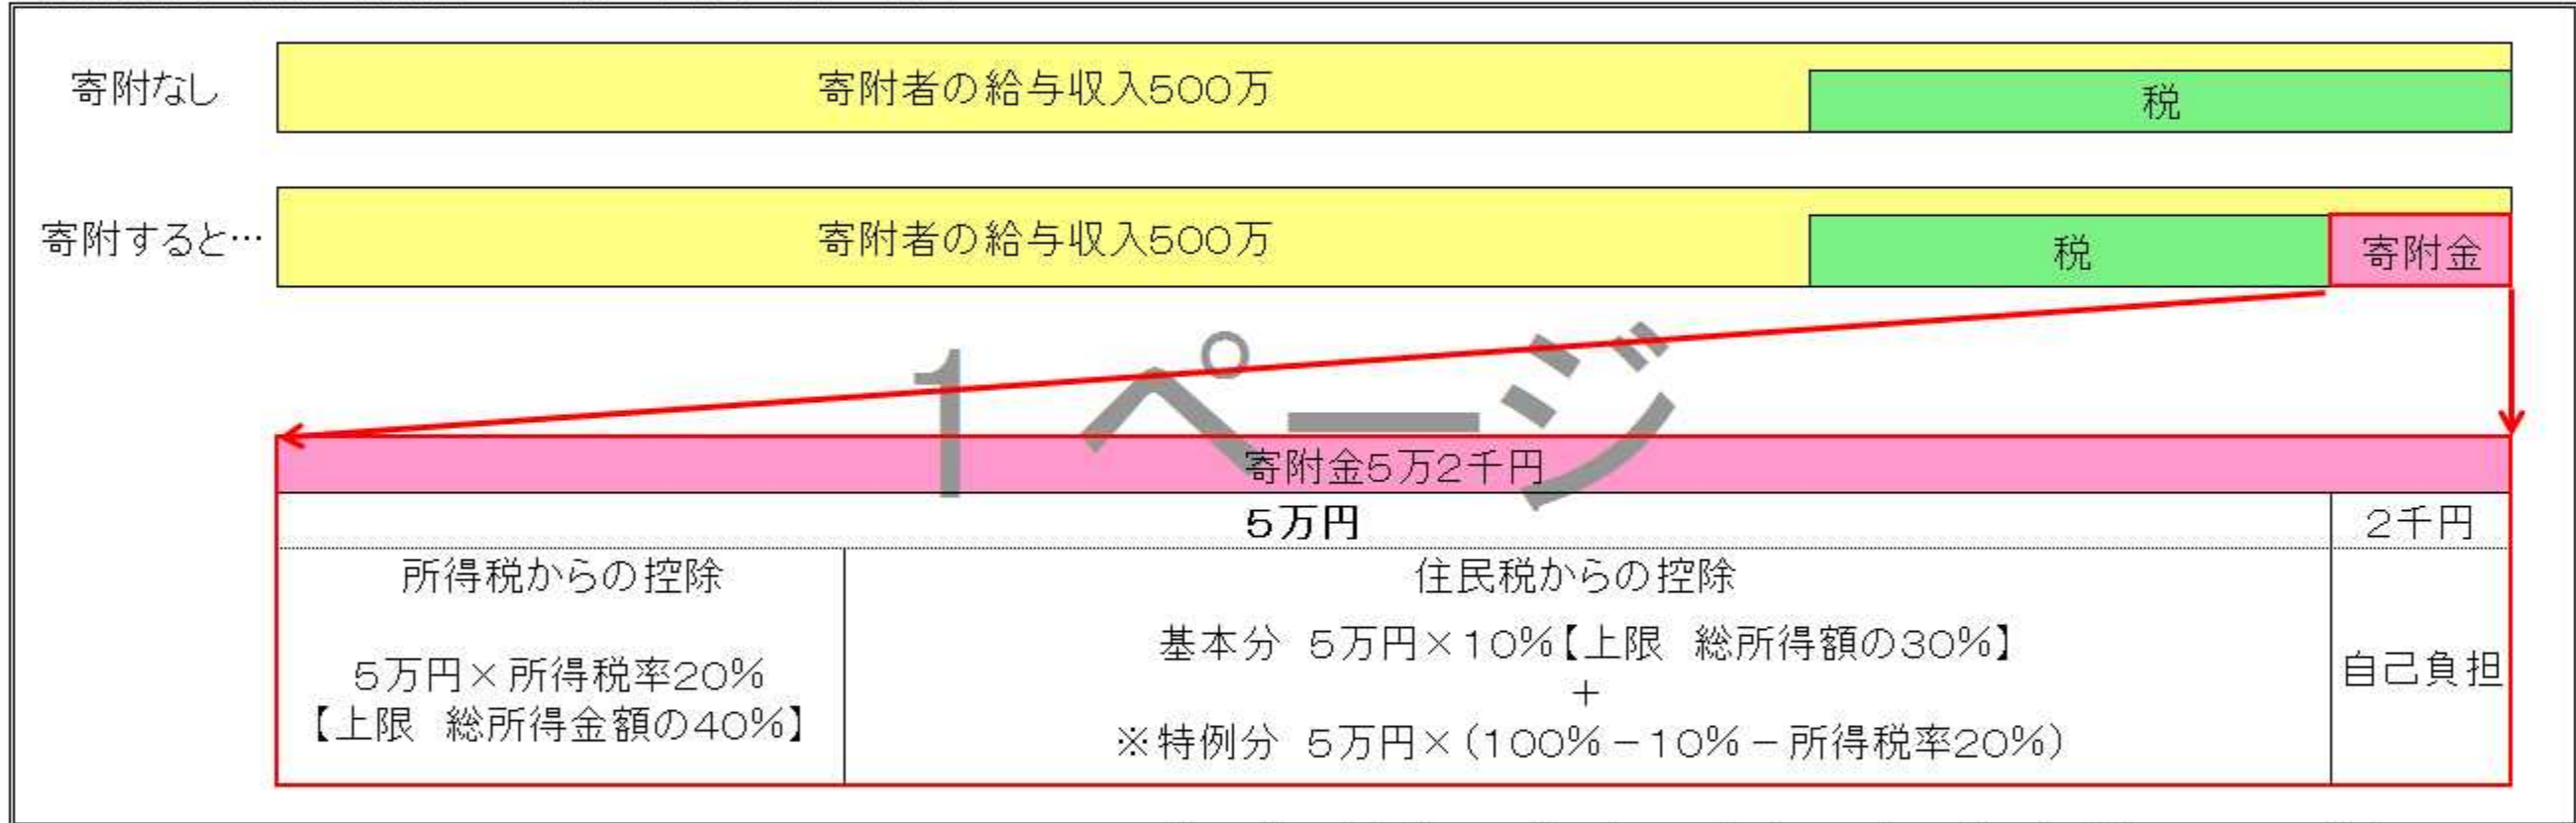 寄附なし
寄附者の給与収入500万
税
寄附すると…
寄附者の給与収入500万
税
寄附金
1 ページ
寄附金5万2千円
5万円
2千円
所得税からの控除
5万円×所得税率20%
【上限　総所得金額の40%】
住民税からの控除
基本分 5万円×10%【上限　総所得額の30%】
+
※特例分 5万円×(100%－10%－所得税率20%)
自己負担